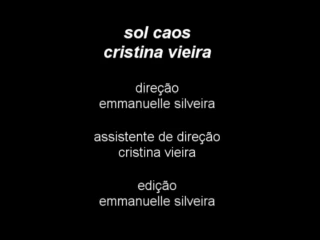 sol caos
cristina vieira
direção
emmanuelle silveira
assistente de direção
cristina vieira
edição
emmanuelle silveira